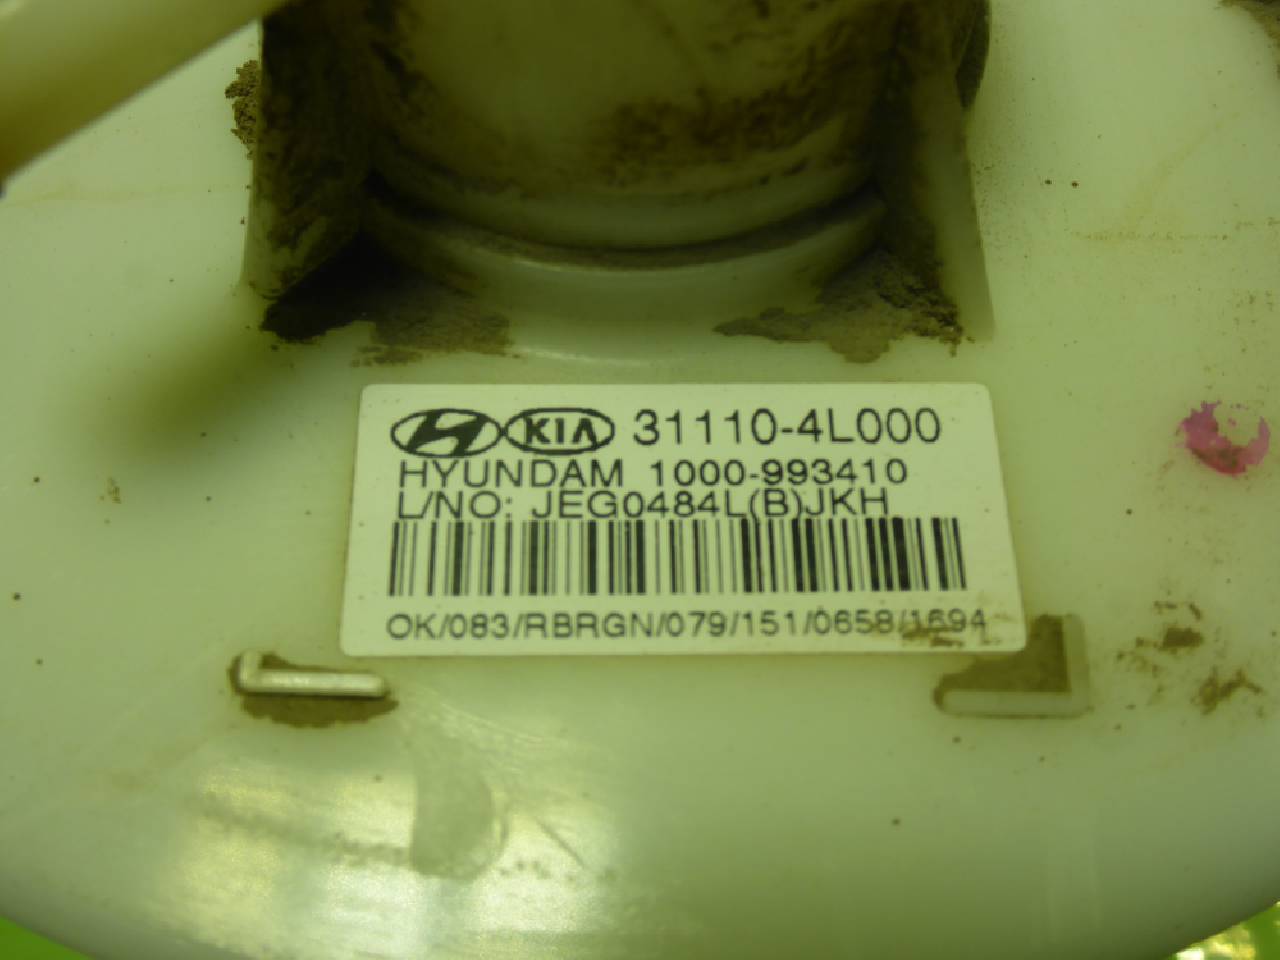 KIA 31110-4L000
HYUNDAM 1000-993410
L/NO: JEG0484L(B)JKH
OK/083/RBRGN/079/151/0658/1694